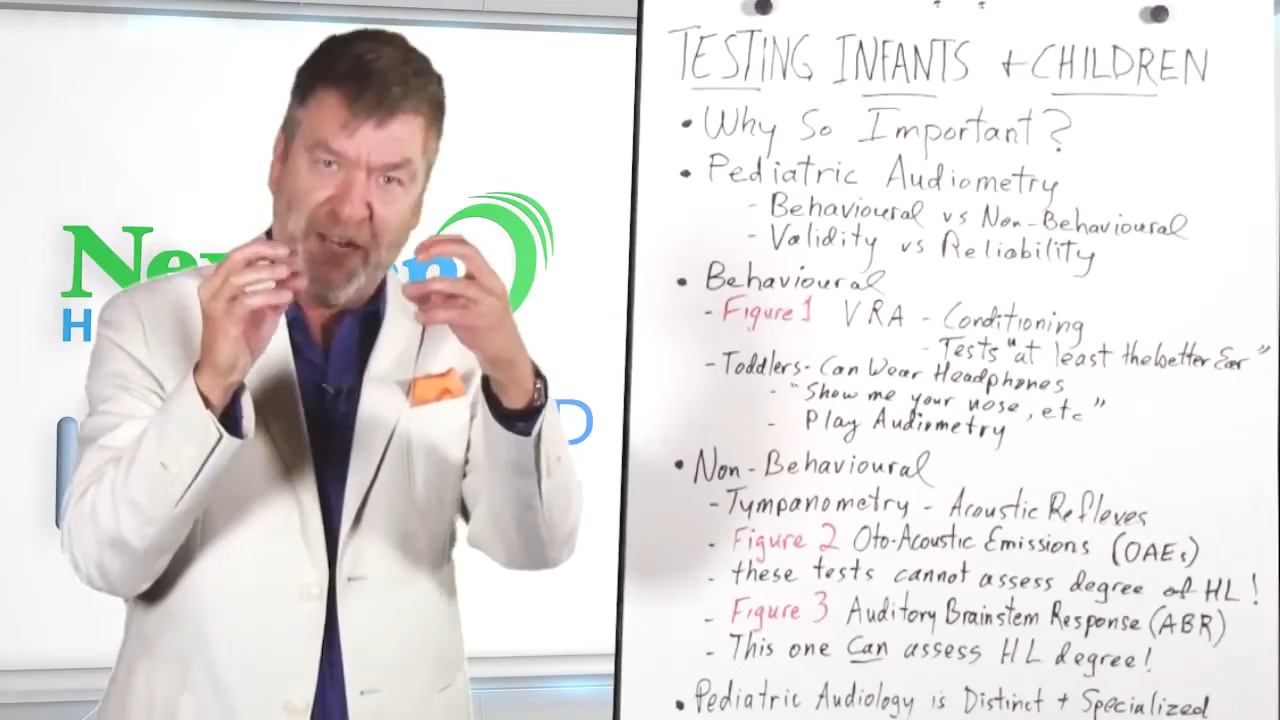 TESTING INFANTS + CHILDREN
• Why So Important?
• Pediatric Audiometry
- Behavioural vs Non-Behavioural
- Validity vs Reliability
• Behavioural
- Figure 1 VRA - Conditioning
- Tests "at least the better Ear"
- Toddlers - Can Wear Headphones
- "Show me your nose, etc"
- Play Audiometry
• Non-Behavioural
- Tympanometry - Acoustic Reflexes
- Figure 2 Oto-Acoustic Emissions (OAEs)
- these tests cannot assess degree of HL!
- Figure 3 Auditory Brainstem Response (ABR)
- This one Can assess HL degree!
• Pediatric Audiology is Distinct + Specialized